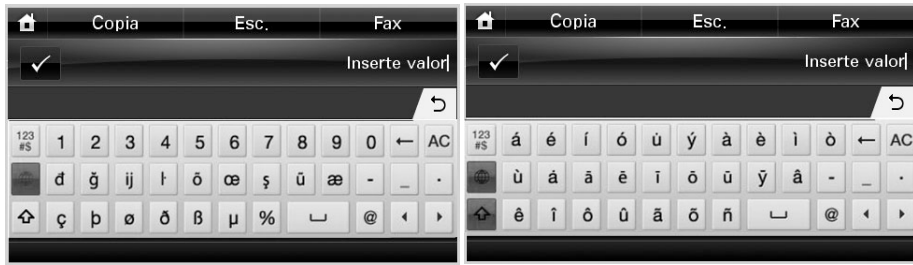 Copia Esc. Fax
Inserte valor
123 #$ 1 2 3 4 5 6 7 8 9 0 ← AC
đ ğ ij ŀ õ œ ş ū æ - _ ·
ç þ ø ð ß µ % @
Copia Esc. Fax
Inserte valor
123 #$ á é í ó ú ý à è ì ò ← AC
ù ȧ ā ē ī ō ū ȳ â - _ ·
ê î ô û ã õ ñ @